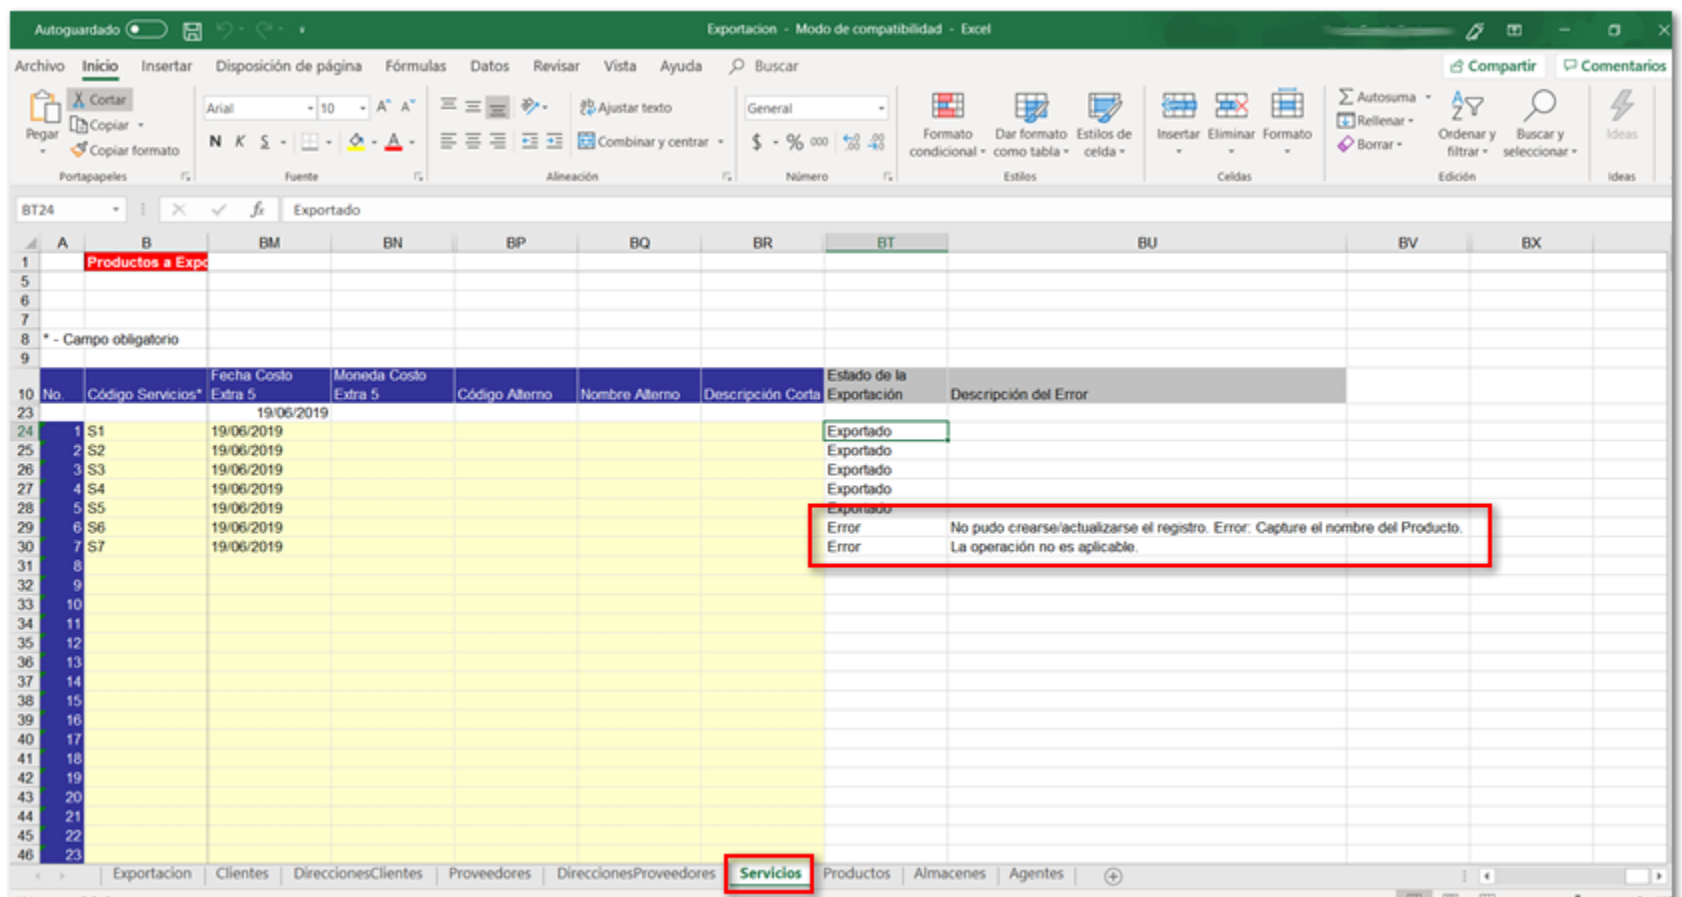 Autoguardado
Exportacion - Modo de compatibilidad - Excel
Archivo Inicio Insertar Disposición de página Fórmulas Datos Revisar Vista Ayuda Buscar Compartir Comentarios
Pegar
Cortar
Copiar
Copiar formato
Portapapeles
Arial 10 A A
N K S A
Fuente
Ajustar texto
Combinar y centrar
Alineación
General
$ % 000
Número
Formato condicional
Dar formato como tabla
Estilos de celda
Estilos
Insertar Eliminar Formato
Celdas
Autosuma
Rellenar
Borrar
Ordenar y filtrar
Buscar y seleccionar
Edición
Ideas
Ideas
BT24 fx Exportado
A B BM BN BP BQ BR BT BU BV BX
1 Productos a Expo
5
6
7
8 * - Campo obligatorio
9
10 No. Código Servicios* Fecha Costo Extra 5 Moneda Costo Extra 5 Código Alterno Nombre Alterno Descripción Corta Estado de la Exportación Descripción del Error
23 19/06/2019
24 1 S1 19/06/2019 Exportado
25 2 S2 19/06/2019 Exportado
26 3 S3 19/06/2019 Exportado
27 4 S4 19/06/2019 Exportado
28 5 S5 19/06/2019 Exportado
29 6 S6 19/06/2019 Error No pudo crearse/actualizarse el registro. Error: Capture el nombre del Producto.
30 7 S7 19/06/2019 Error La operación no es aplicable.
31 8
32 9
33 10
34 11
35 12
36 13
37 14
38 15
39 16
40 17
41 18
42 19
43 20
44 21
45 22
46 23
Exportacion Clientes DireccionesClientes Proveedores DireccionesProveedores Servicios Productos Almacenes Agentes